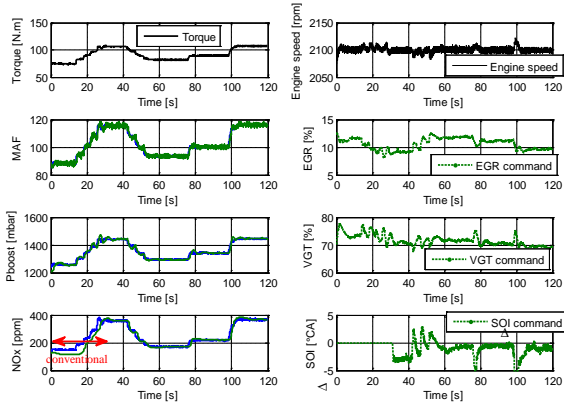 150
100
50
Torque [N.m]
Torque
0 20 40 60 80 100 120
Time [s]
2150
2100
2050
Engine speed [rpm]
Engine speed
0 20 40 60 80 100 120
Time [s]
120
100
80
MAF
0 20 40 60 80 100 120
Time [s]
15
10
5
EGR [%]
EGR command
0 20 40 60 80 100 120
Time [s]
1600
1400
1200
Pboost [mbar]
0 20 40 60 80 100 120
Time [s]
80
70
60
VGT [%]
VGT command
0 20 40 60 80 100 120
Time [s]
400
200
0
NOx [ppm]
conventional
0 20 40 60 80 100 120
Time [s]
5
0
-5
Δ SOI [°CA]
SOI command
Δ
0 20 40 60 80 100 120
Time [s]